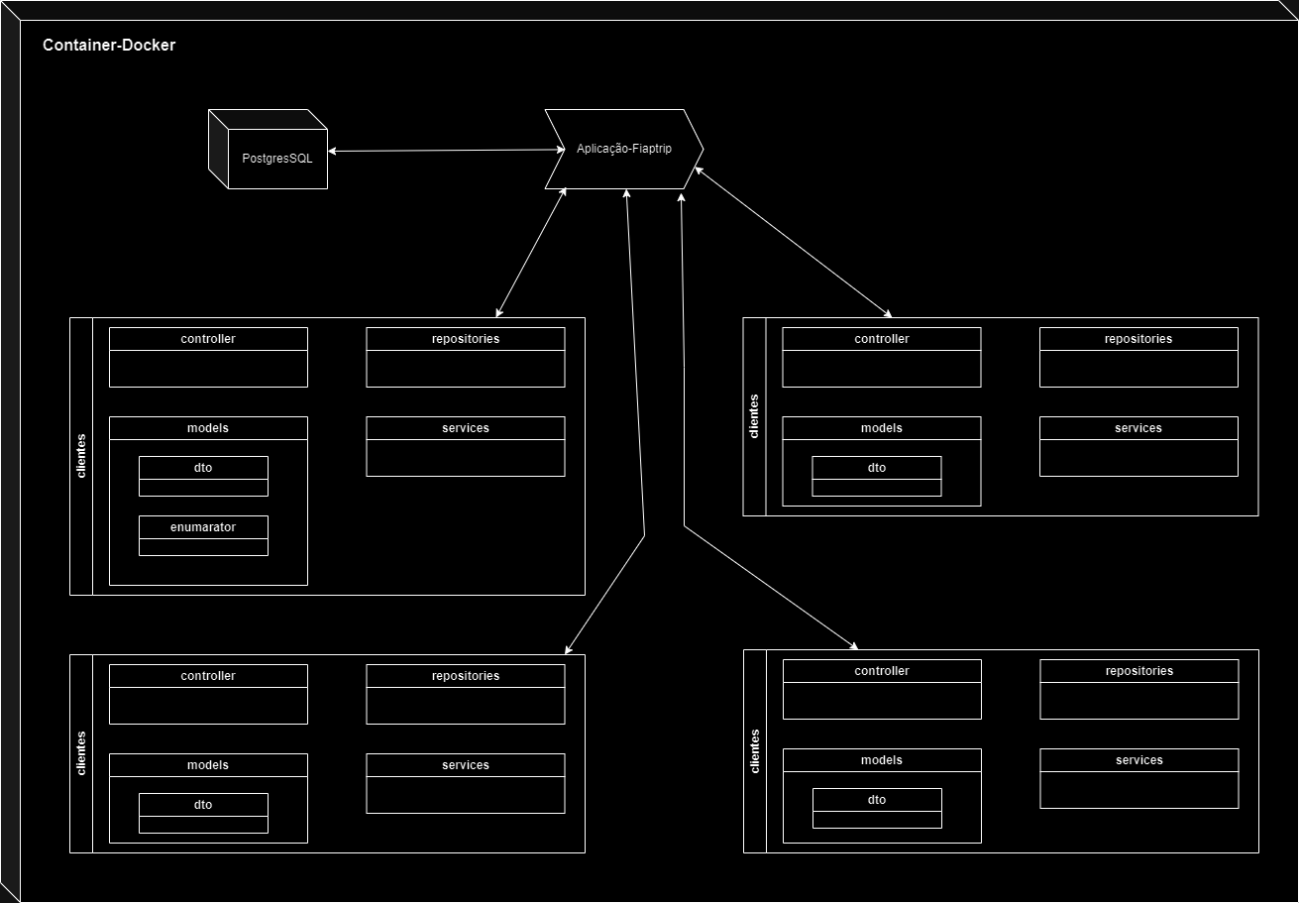 Container-Docker
PostgresSQL
Aplicação-Fiaptrip
clientes
controller
repositories
models
services
dto
enumarator
clientes
controller
repositories
models
services
dto
clientes
controller
repositories
models
services
dto
clientes
controller
repositories
models
services
dto